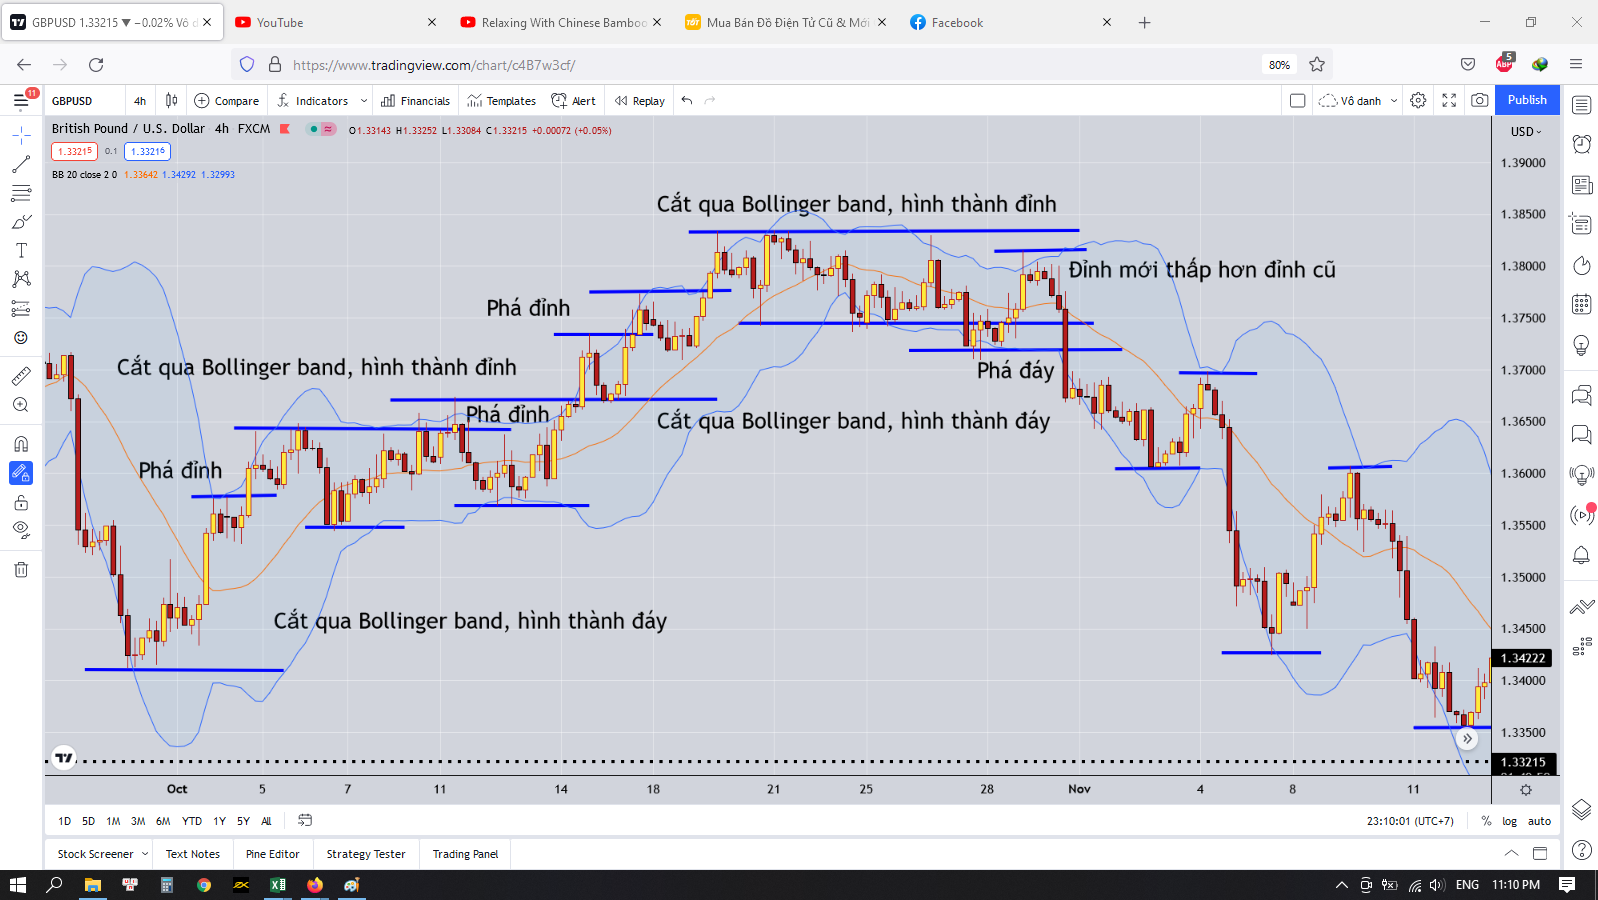 GBPUSD 1.33215 ▼ −0.02% Vô d
YouTube
Relaxing With Chinese Bamboo
Mua Bán Đồ Điện Tử Cũ & Mới
Facebook
https://www.tradingview.com/chart/c4B7w3cf/
80%
5
ABP
11
GBPUSD
4h
Compare
Indicators
Financials
Templates
Alert
Replay
Vô danh
Publish
British Pound / U.S. Dollar 4h FXCM
O1.33143 H1.33252 L1.33084 C1.33215 +0.00072 (+0.05%)
USD
1.33215
0.1
1.33216
BB 20 close 2 0 1.33642 1.34292 1.32993
1.39000
1.38500
1.38000
1.37500
1.37000
1.36500
1.36000
1.35500
1.35000
1.34500
1.34222
1.34000
1.33500
1.33215
Cắt qua Bollinger band, hình thành đỉnh
Đỉnh mới thấp hơn đỉnh cũ
Phá đỉnh
Cắt qua Bollinger band, hình thành đỉnh
Phá đáy
Phá đỉnh
Cắt qua Bollinger band, hình thành đáy
Phá đỉnh
Cắt qua Bollinger band, hình thành đáy
Oct 5 7 11 14 18 21 25 28 Nov 4 8 11
1D 5D 1M 3M 6M YTD 1Y 5Y All
23:10:01 (UTC+7)
% log auto
Stock Screener
Text Notes
Pine Editor
Strategy Tester
Trading Panel
ENG
11:10 PM